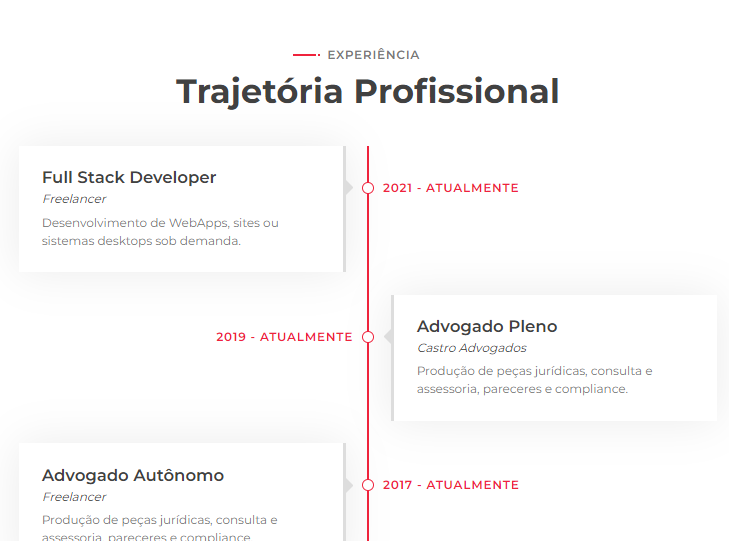 EXPERIÊNCIA
Trajetória Profissional
Full Stack Developer
Freelancer
Desenvolvimento de WebApps, sites ou
sistemas desktops sob demanda.
2021 - ATUALMENTE
2019 - ATUALMENTE
Advogado Pleno
Castro Advogados
Produção de peças jurídicas, consulta e
assessoria, pareceres e compliance.
Advogado Autônomo
Freelancer
Produção de peças jurídicas, consulta e
assessoria, pareceres e compliance.
2017 - ATUALMENTE